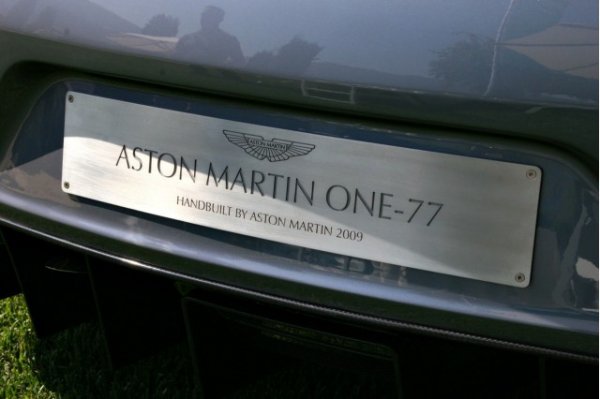 ASTON MARTIN
ASTON MARTIN ONE-77
HANDBUILT BY ASTON MARTIN 2009